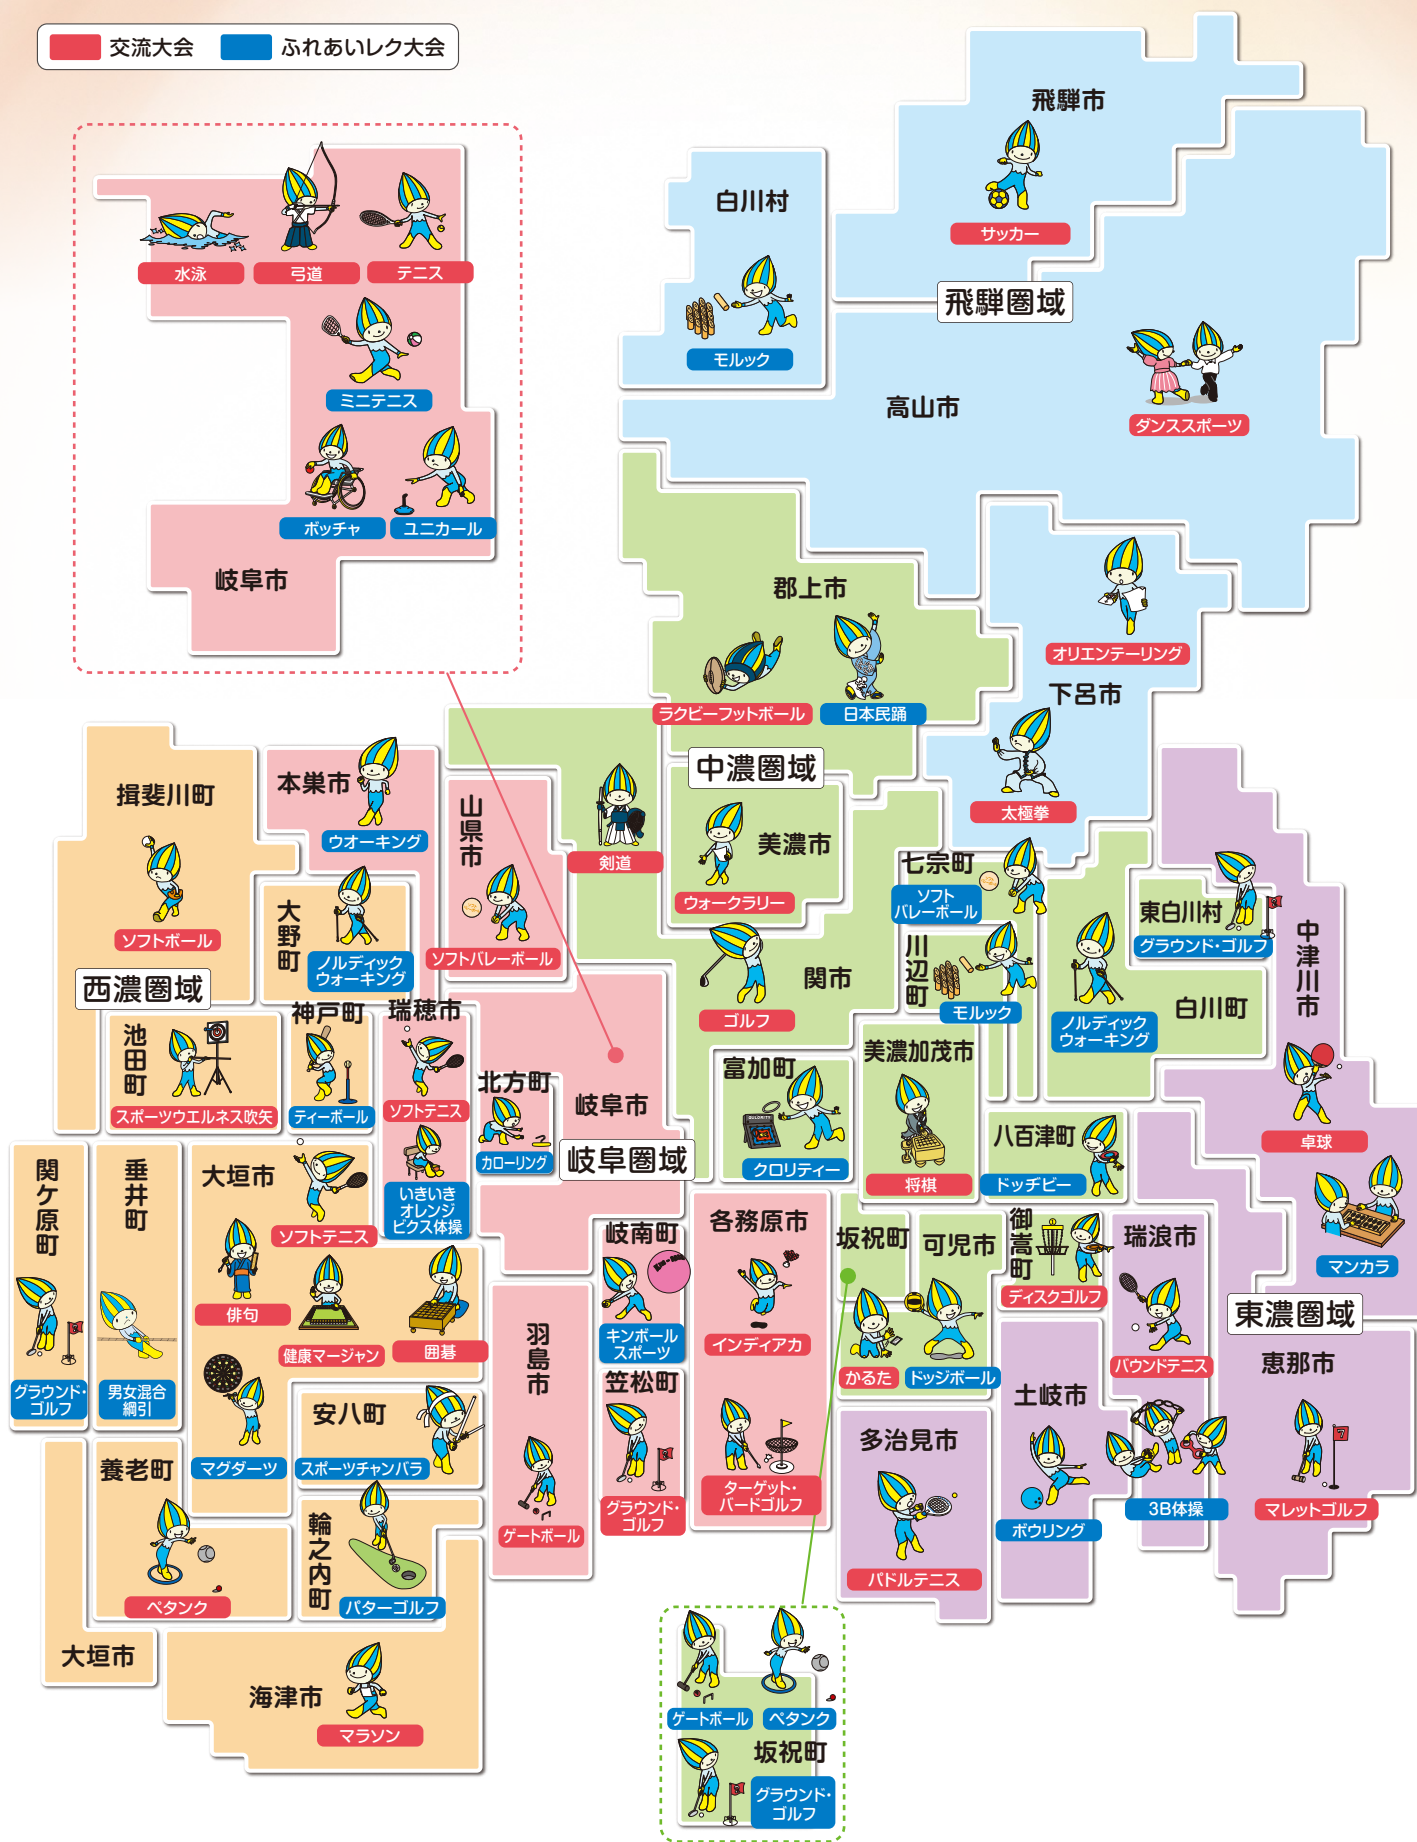 交流大会
ふれあいレク大会
水泳
弓道
テニス
ミニテニス
ボッチャ
ユニカール
岐阜市
飛騨市
サッカー
白川村
モルック
飛騨圏域
高山市
ダンススポーツ
郡上市
ラグビーフットボール
日本民踊
オリエンテーリング
下呂市
太極拳
中濃圏域
揖斐川町
ソフトボール
本巣市
ウオーキング
山県市
ソフトバレーボール
剣道
美濃市
ウォークラリー
七宗町
ソフト
バレーボール
東白川村
グラウンド・ゴルフ
中津川市
大野町
ノルディック
ウォーキング
西濃圏域
関市
ゴルフ
川辺町
モルック
白川町
ノルディック
ウォーキング
池田町
スポーツウエルネス吹矢
神戸町
ティーボール
瑞穂市
ソフトテニス
いきいき
オレンジ
ビクス体操
北方町
カローリング
岐阜市
岐阜圏域
富加町
クロリティー
美濃加茂市
将棋
八百津町
ドッヂビー
卓球
マンカラ
関ケ原町
グラウンド・
ゴルフ
垂井町
男女混合
綱引
大垣市
ソフトテニス
俳句
健康マージャン
囲碁
マグダーツ
岐南町
キンボール
スポーツ
各務原市
インディアカ
坂祝町
可児市
かるた
ドッジボール
御嵩町
ディスクゴルフ
瑞浪市
バウンドテニス
東濃圏域
恵那市
マレットゴルフ
羽島市
ゲートボール
笠松町
グラウンド・
ゴルフ
ターゲット・
バードゴルフ
安八町
スポーツチャンバラ
養老町
ペタンク
輪之内町
パターゴルフ
多治見市
パドルテニス
土岐市
ボウリング
3B体操
大垣市
海津市
マラソン
ゲートボール
ペタンク
坂祝町
グラウンド・
ゴルフ